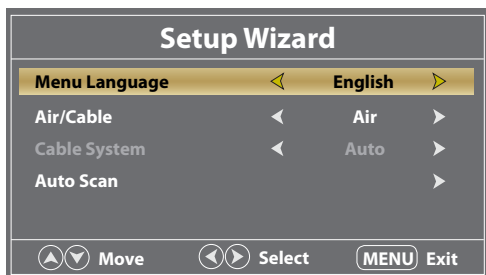 Setup Wizard
Menu Language English
Air/Cable Air
Cable System Auto
Auto Scan
Move Select MENU Exit